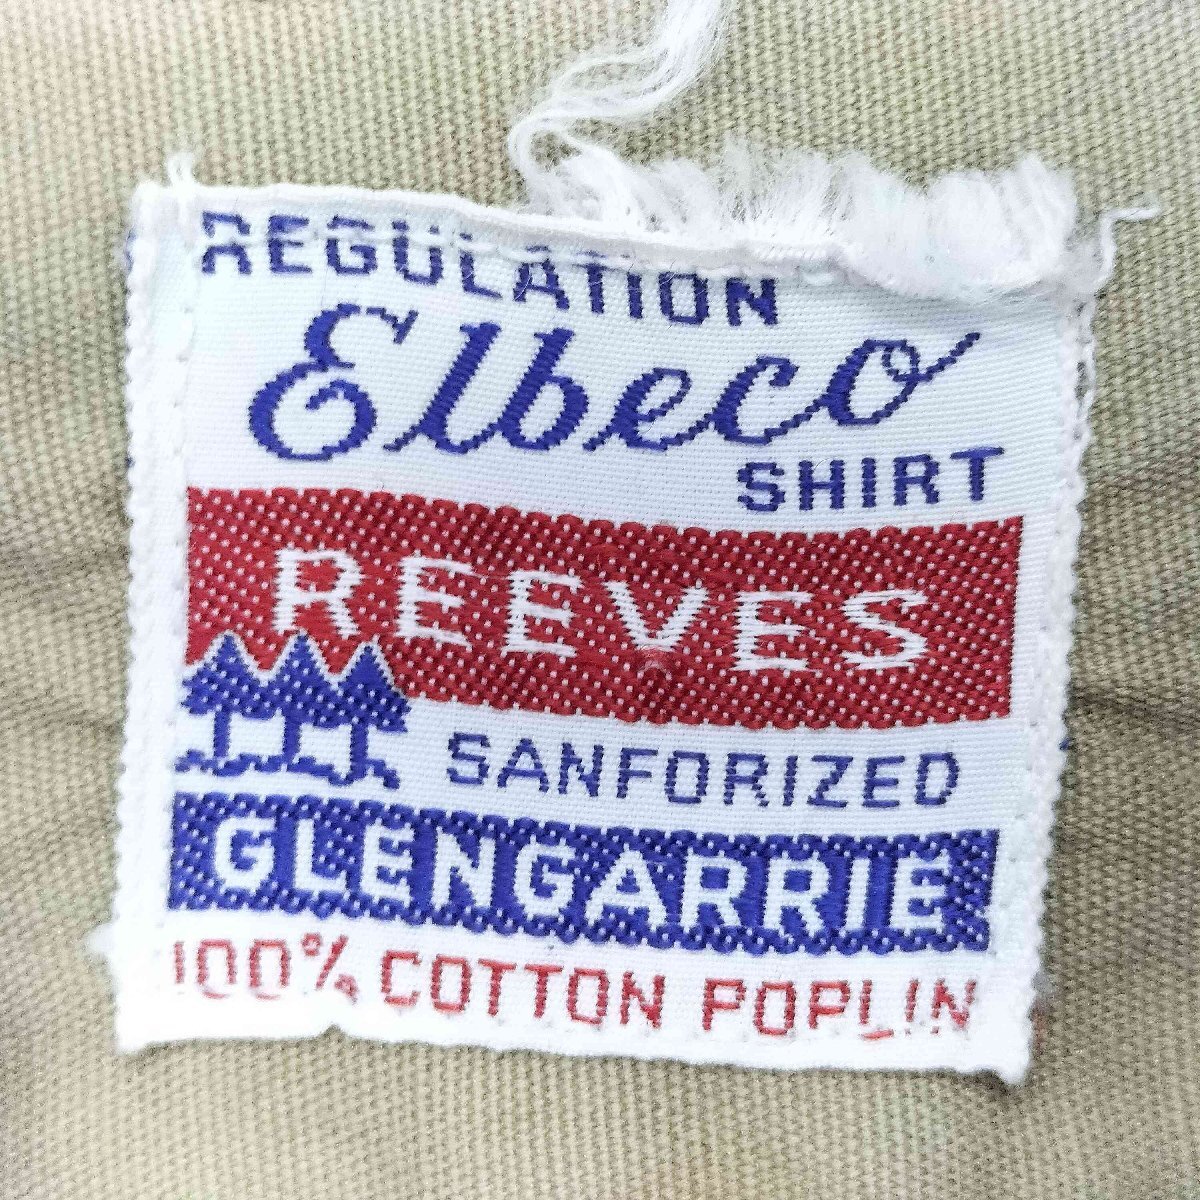 REGULATION
Elbeco
SHIRT
REEVES
SANFORIZED
GLENGARRIE
100% COTTON POPLIN